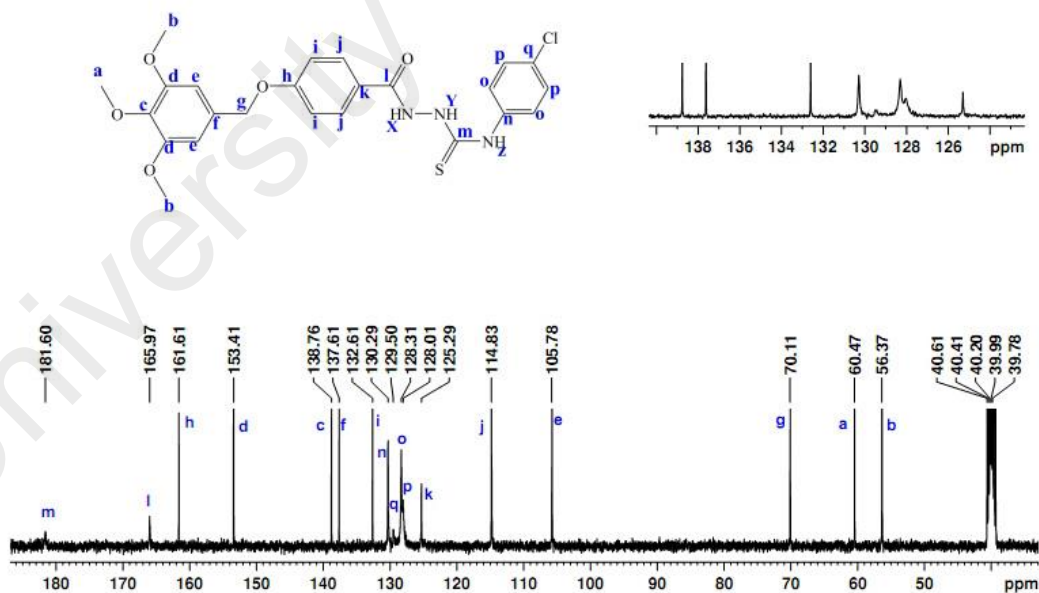 b
a
O
d
e
c
O
d
e
f
O
b
g
O
h
i
j
i
j
k
l
O
HN
X
Y
NH
m
S
NH
Z
n
o
p
o
p
q
Cl
138 136 134 132 130 128 126 ppm
181.60
165.97
161.61
153.41
138.76
137.61
132.61
130.29
129.50
128.31
128.01
125.29
114.83
105.78
70.11
60.47
56.37
40.61
40.41
40.20
39.99
39.78
m
l
h
d
c
f
i
n
q
o
p
k
j
e
g
a
b
180 170 160 150 140 130 120 110 100 90 80 70 60 50 ppm
University